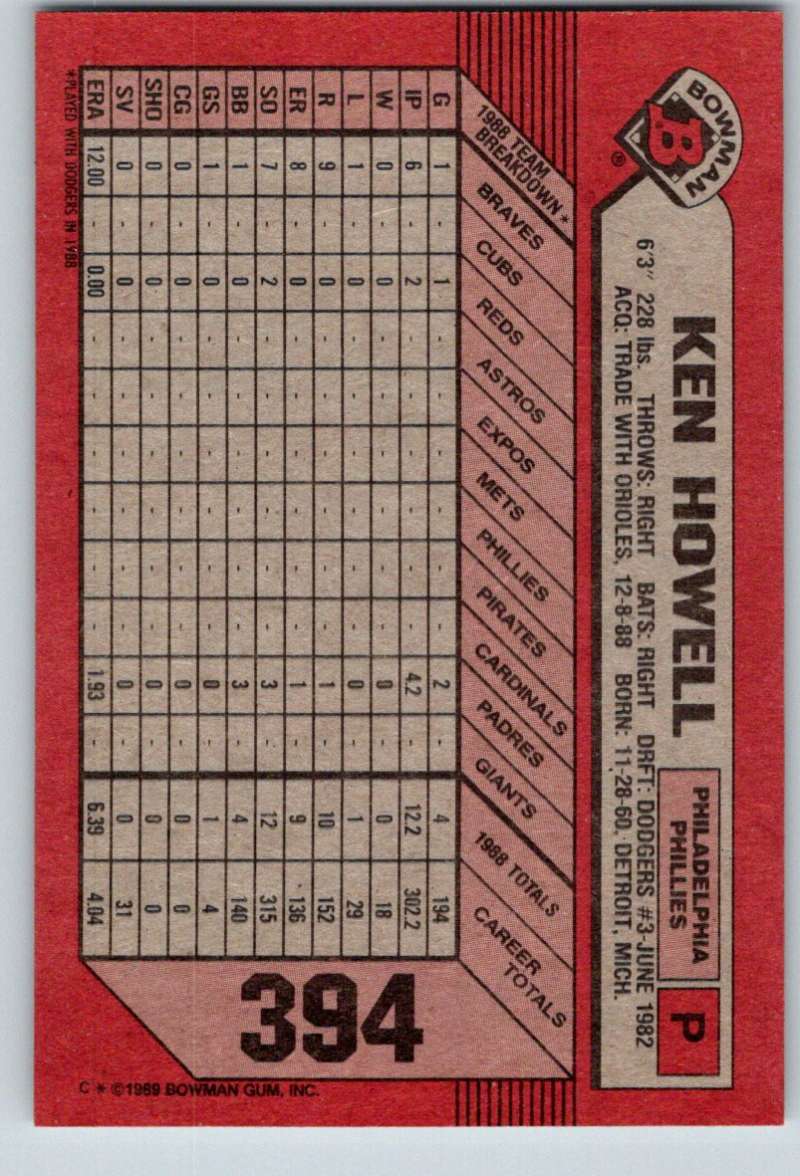 BOWMAN
B
®
KEN HOWELL
PHILADELPHIA
PHILLIES
P
6'3" 228 lbs. THROWS: RIGHT BATS: RIGHT DRFT: DODGERS #3-JUNE 1982
ACQ: TRADE WITH ORIOLES, 12-8-88 BORN: 11-28-60, DETROIT, MICH.
1988 TEAM
BREAKDOWN*
BRAVES
CUBS
REDS
ASTROS
EXPOS
METS
PHILLIES
PIRATES
CARDINALS
PADRES
GIANTS
1988 TOTALS
CAREER
TOTALS
G 1 - 1 - - - - - - 2 - 4 194
IP 6 - 2 - - - - - - 4.2 - 12.2 302.2
W 0 - 0 - - - - - - 0 - 0 18
L 1 - 0 - - - - - - 0 - 1 29
R 9 - 0 - - - - - - 1 - 10 152
ER 8 - 0 - - - - - - 1 - 9 136
SO 7 - 2 - - - - - - 3 - 12 315
BB 1 - 0 - - - - - - 3 - 4 140
GS 1 - 0 - - - - - - 0 - 1 4
CG 0 - 0 - - - - - - 0 - 0 0
SHO 0 - 0 - - - - - - 0 - 0 0
SV 0 - 0 - - - - - - 0 - 0 31
ERA 12.00 - 0.00 - - - - - - 1.93 - 6.39 4.04
*PLAYED WITH DODGERS IN 1988
394
C * ©1989 BOWMAN GUM, INC.